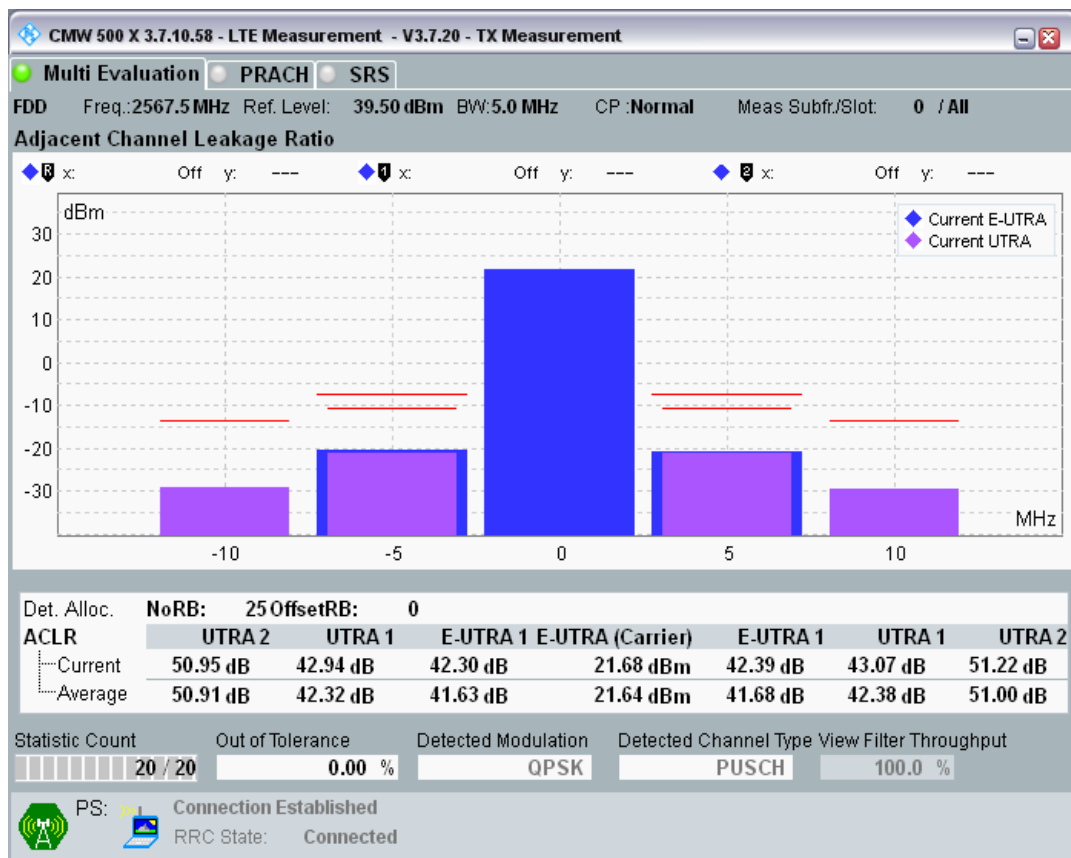 CMW 500 X 3.7.10.58 - LTE Measurement - V3.7.20 - TX Measurement
Multi Evaluation PRACH SRS
FDD Freq.:2567.5 MHz Ref. Level: 39.50 dBm BW:5.0 MHz CP :Normal Meas Subfr./Slot: 0 / All
Adjacent Channel Leakage Ratio
R x: Off y: --- 1 x: Off y: --- 2 x: Off y: ---
dBm
Current E-UTRA
Current UTRA
30
20
10
0
-10
-20
-30
MHz
-10 -5 0 5 10
Det. Alloc. NoRB: 25 OffsetRB: 0
ACLR UTRA 2 UTRA 1 E-UTRA 1 E-UTRA (Carrier) E-UTRA 1 UTRA 1 UTRA 2
Current 50.95 dB 42.94 dB 42.30 dB 21.68 dBm 42.39 dB 43.07 dB 51.22 dB
Average 50.91 dB 42.32 dB 41.63 dB 21.64 dBm 41.68 dB 42.38 dB 51.00 dB
Statistic Count Out of Tolerance Detected Modulation Detected Channel Type View Filter Throughput
20 / 20 0.00 % QPSK PUSCH 100.0 %
PS: Connection Established
RRC State: Connected